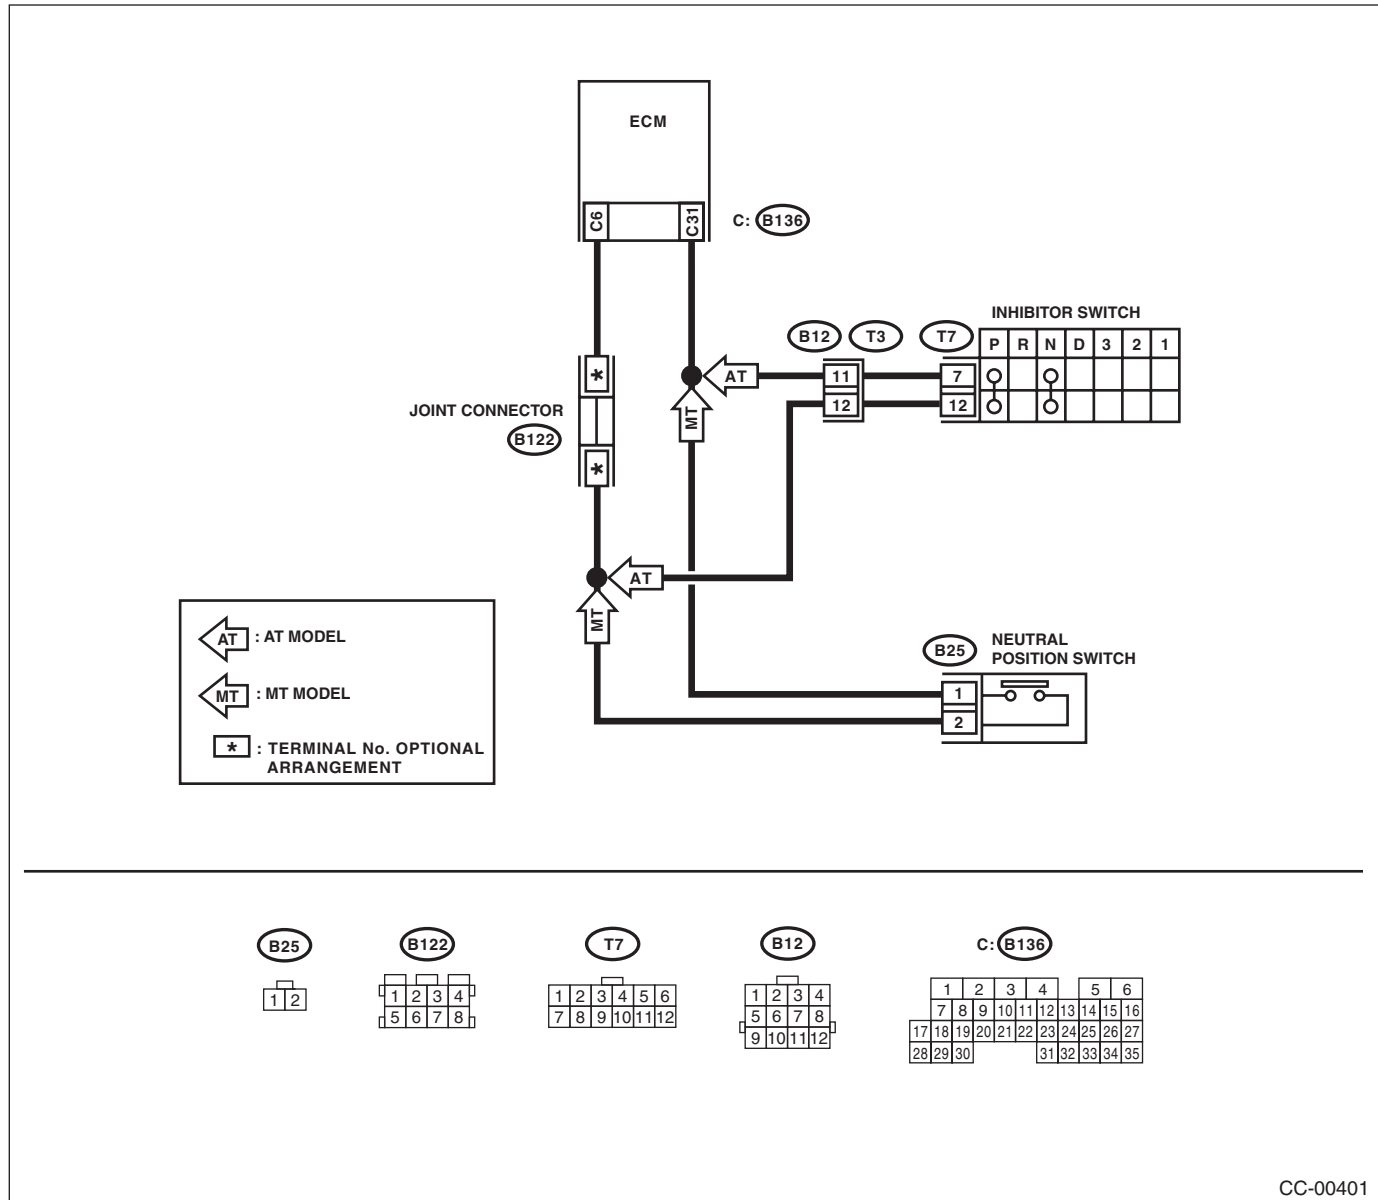 ECM
C6
C31
C: B136
INHIBITOR SWITCH
B12 T3 T7
P R N D 3 2 1
AT 11 7
12 12
MT
*
JOINT CONNECTOR
B122
*
AT
MT
AT : AT MODEL
MT : MT MODEL
* : TERMINAL No. OPTIONAL
ARRANGEMENT
B25
NEUTRAL
POSITION SWITCH
1
2
B25
1 2
B122
1 2 3 4
5 6 7 8
T7
1 2 3 4 5 6
7 8 9 10 11 12
B12
1 2 3 4
5 6 7 8
9 10 11 12
C: B136
1 2 3 4 5 6
7 8 9 10 11 12 13 14 15 16
17 18 19 20 21 22 23 24 25 26 27
28 29 30 31 32 33 34 35
CC-00401